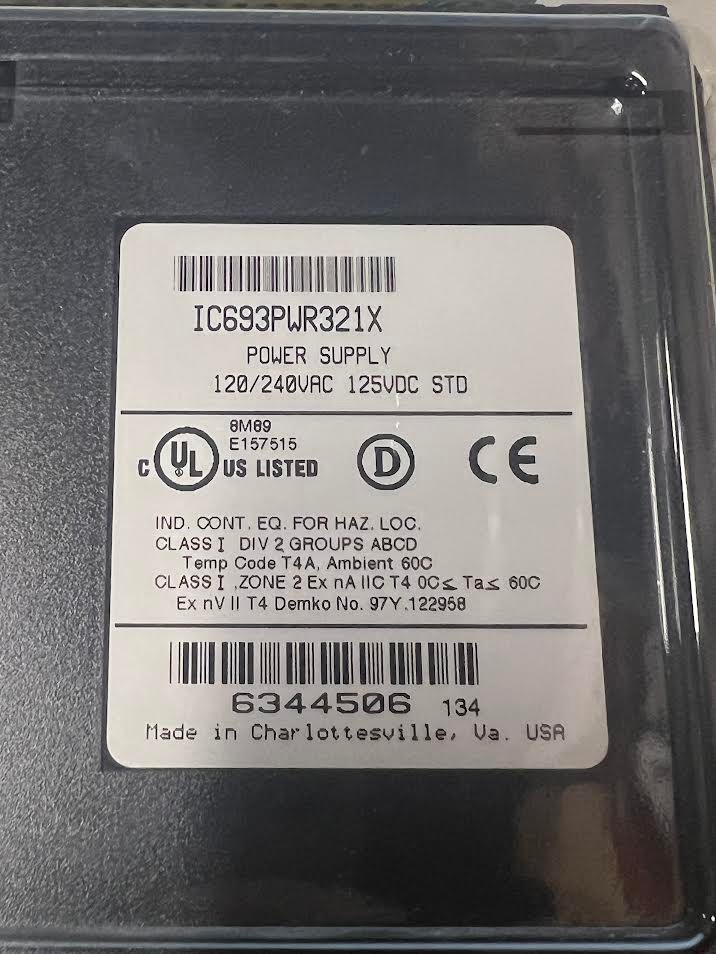 IC693PWR321X
POWER SUPPLY
120/240VAC 125VDC STD
8M89
E157515
C UL US LISTED
D
CE
IND. CONT. EQ. FOR HAZ. LOC.
CLASS I DIV 2 GROUPS ABCD
Temp Code T4A, Ambient 60C
CLASS I ,ZONE 2 Ex nA IIC T4 0C≤ Ta≤ 60C
Ex nV II T4 Demko No. 97Y.122958
6344506 134
Made in Charlottesville, Va. USA